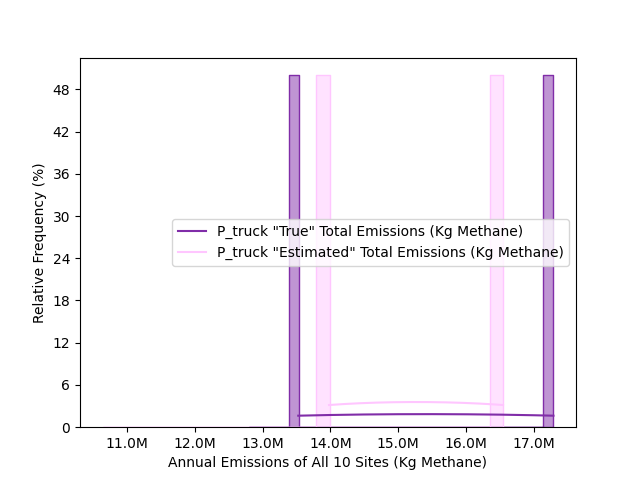 48
42
36
30
24
18
12
6
0
Relative Frequency (%)
P_truck "True" Total Emissions (Kg Methane)
P_truck "Estimated" Total Emissions (Kg Methane)
11.0M 12.0M 13.0M 14.0M 15.0M 16.0M 17.0M
Annual Emissions of All 10 Sites (Kg Methane)